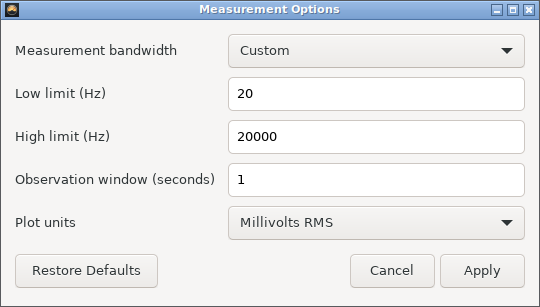 Measurement Options
Measurement bandwidth Custom
Low limit (Hz) 20
High limit (Hz) 20000
Observation window (seconds) 1
Plot units Millivolts RMS
Restore Defaults Cancel Apply